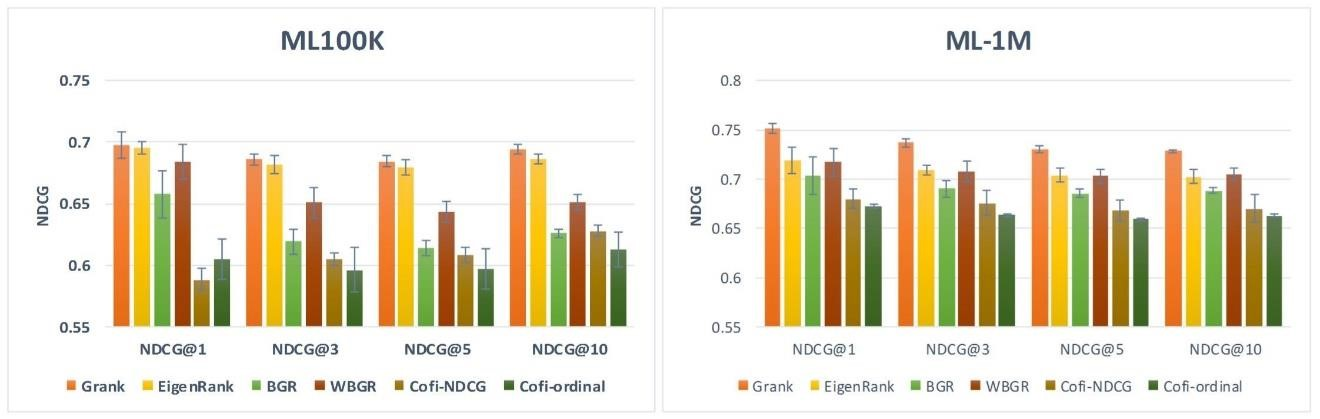 ML100K
0.75
0.7
0.65
0.6
0.55
NDCG
NDCG@1 NDCG@3 NDCG@5 NDCG@10
Grank EigenRank BGR WBGR Cofi-NDCG Cofi-ordinal
ML-1M
0.8
0.75
0.7
0.65
0.6
0.55
NDCG
NDCG@1 NDCG@3 NDCG@5 NDCG@10
Grank EigenRank BGR WBGR Cofi-NDCG Cofi-ordinal